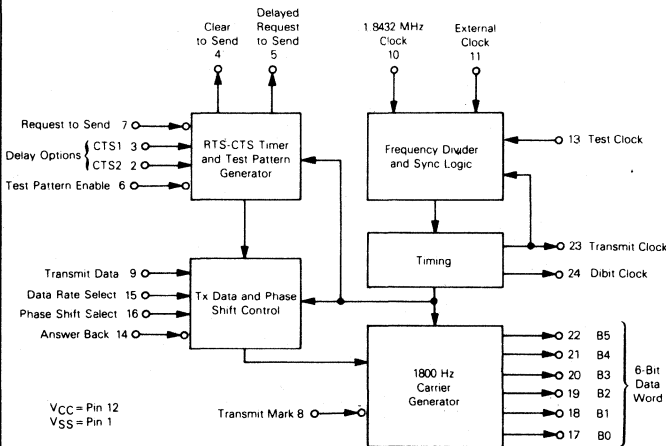 Clear
to Send
4
Delayed
Request
to Send
5
1.8432 MHz
Clock
10
External
Clock
11
Request to Send 7
Delay Options
CTS1 3
CTS2 2
Test Pattern Enable 6
RTS-CTS Timer
and Test Pattern
Generator
Frequency Divider
and Sync Logic
13 Test Clock
Timing
23 Transmit Clock
24 Dibit Clock
Transmit Data 9
Data Rate Select 15
Phase Shift Select 16
Answer Back 14
Tx Data and Phase
Shift Control
1800 Hz
Carrier
Generator
22 B5
21 B4
20 B3
19 B2
18 B1
17 B0
6-Bit
Data
Word
VCC = Pin 12
VSS = Pin 1
Transmit Mark 8